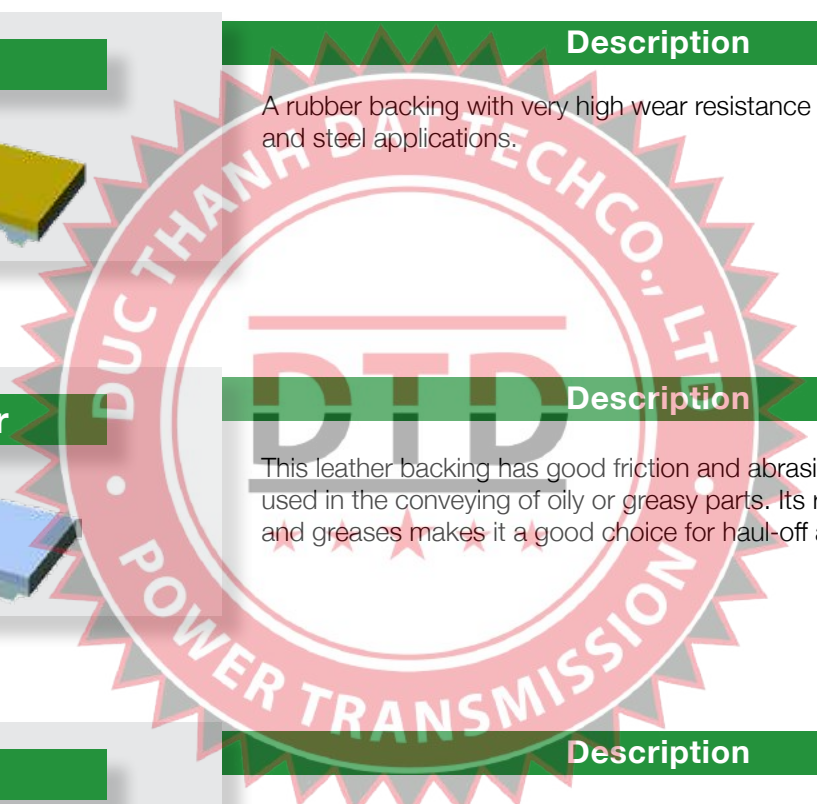 Description
A rubber backing with very high wear resistance
and steel applications.
DUC THANH DAT TECHCO., LTD
DTD
r
Description
This leather backing has good friction and abrasi
used in the conveying of oily or greasy parts. Its r
and greases makes it a good choice for haul-off a
POWER TRANSMISSION
Description